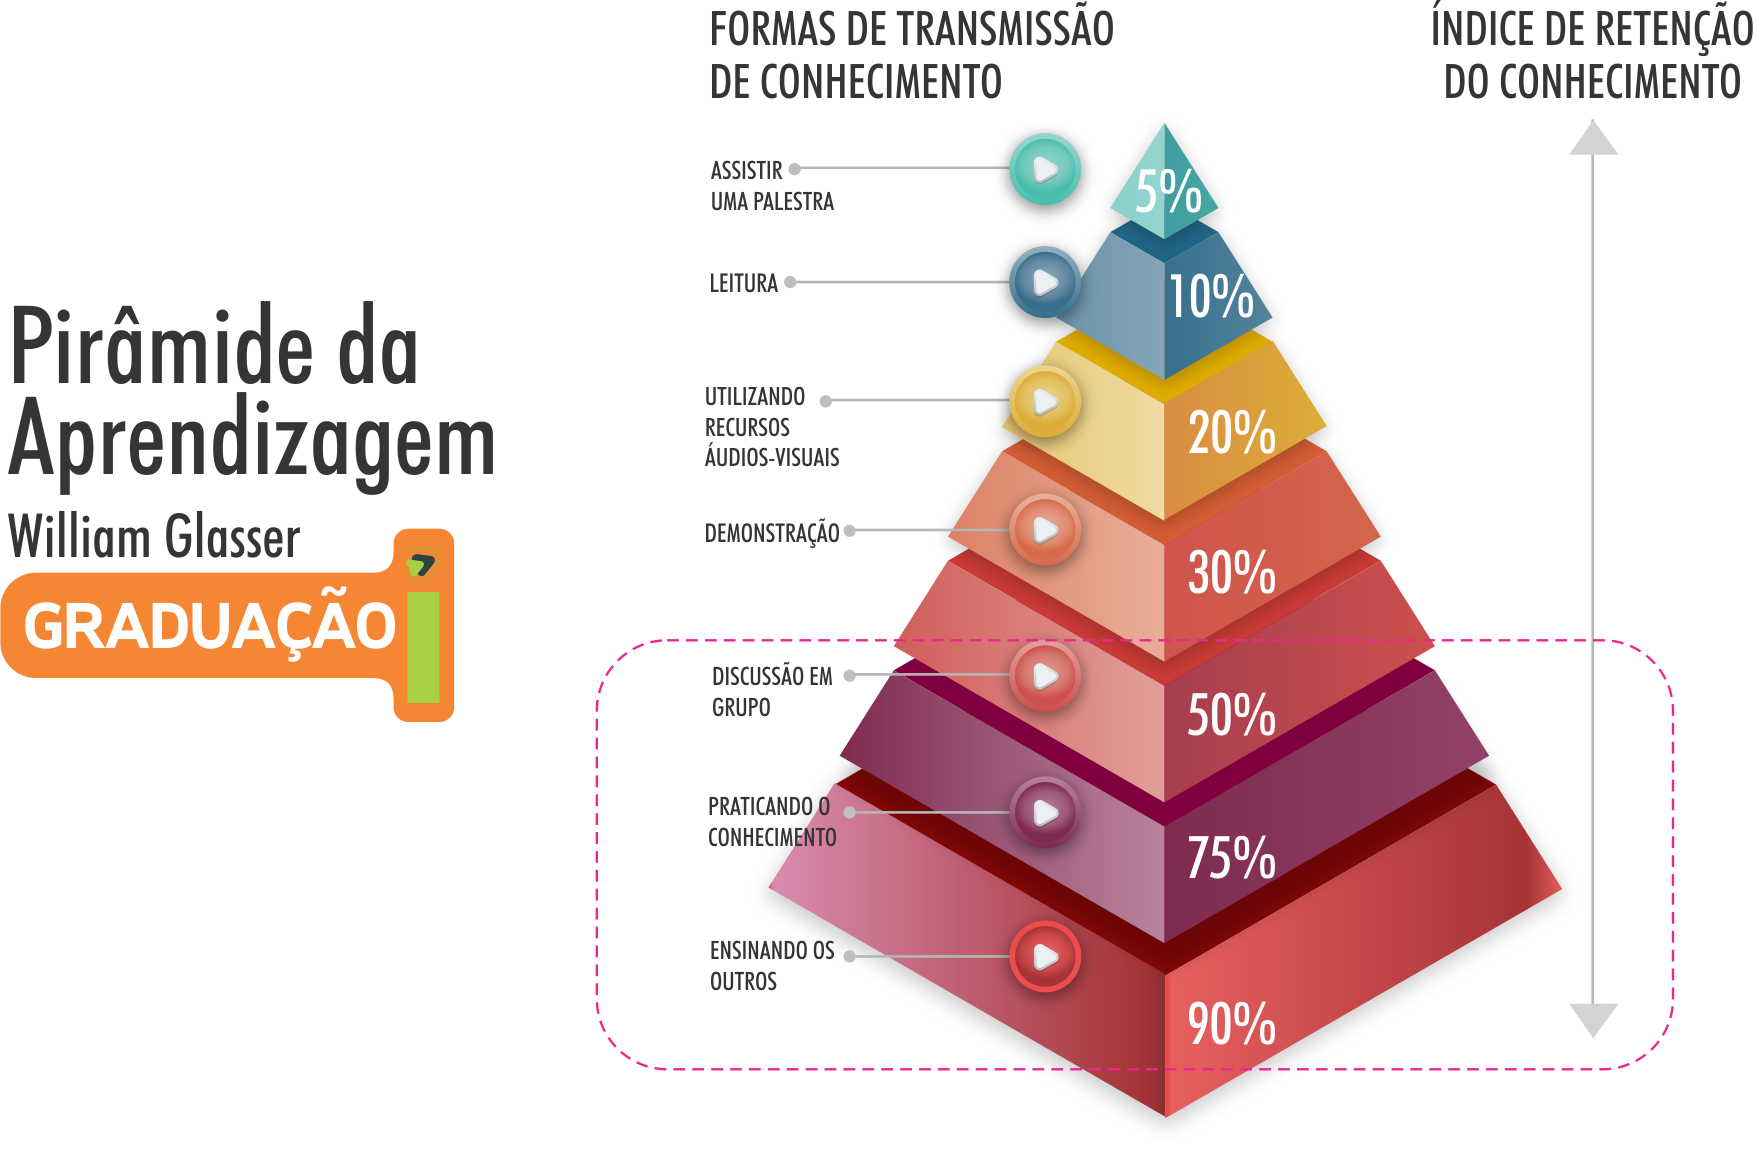 FORMAS DE TRANSMISSÃO
DE CONHECIMENTO
ÍNDICE DE RETENÇÃO
DO CONHECIMENTO
Pirâmide da
Aprendizagem
William Glasser
GRADUAÇÃO
ASSISTIR
UMA PALESTRA
5%
LEITURA
10%
UTILIZANDO
RECURSOS
ÁUDIOS-VISUAIS
20%
DEMONSTRAÇÃO
30%
DISCUSSÃO EM
GRUPO
50%
PRATICANDO O
CONHECIMENTO
75%
ENSINANDO OS
OUTROS
90%